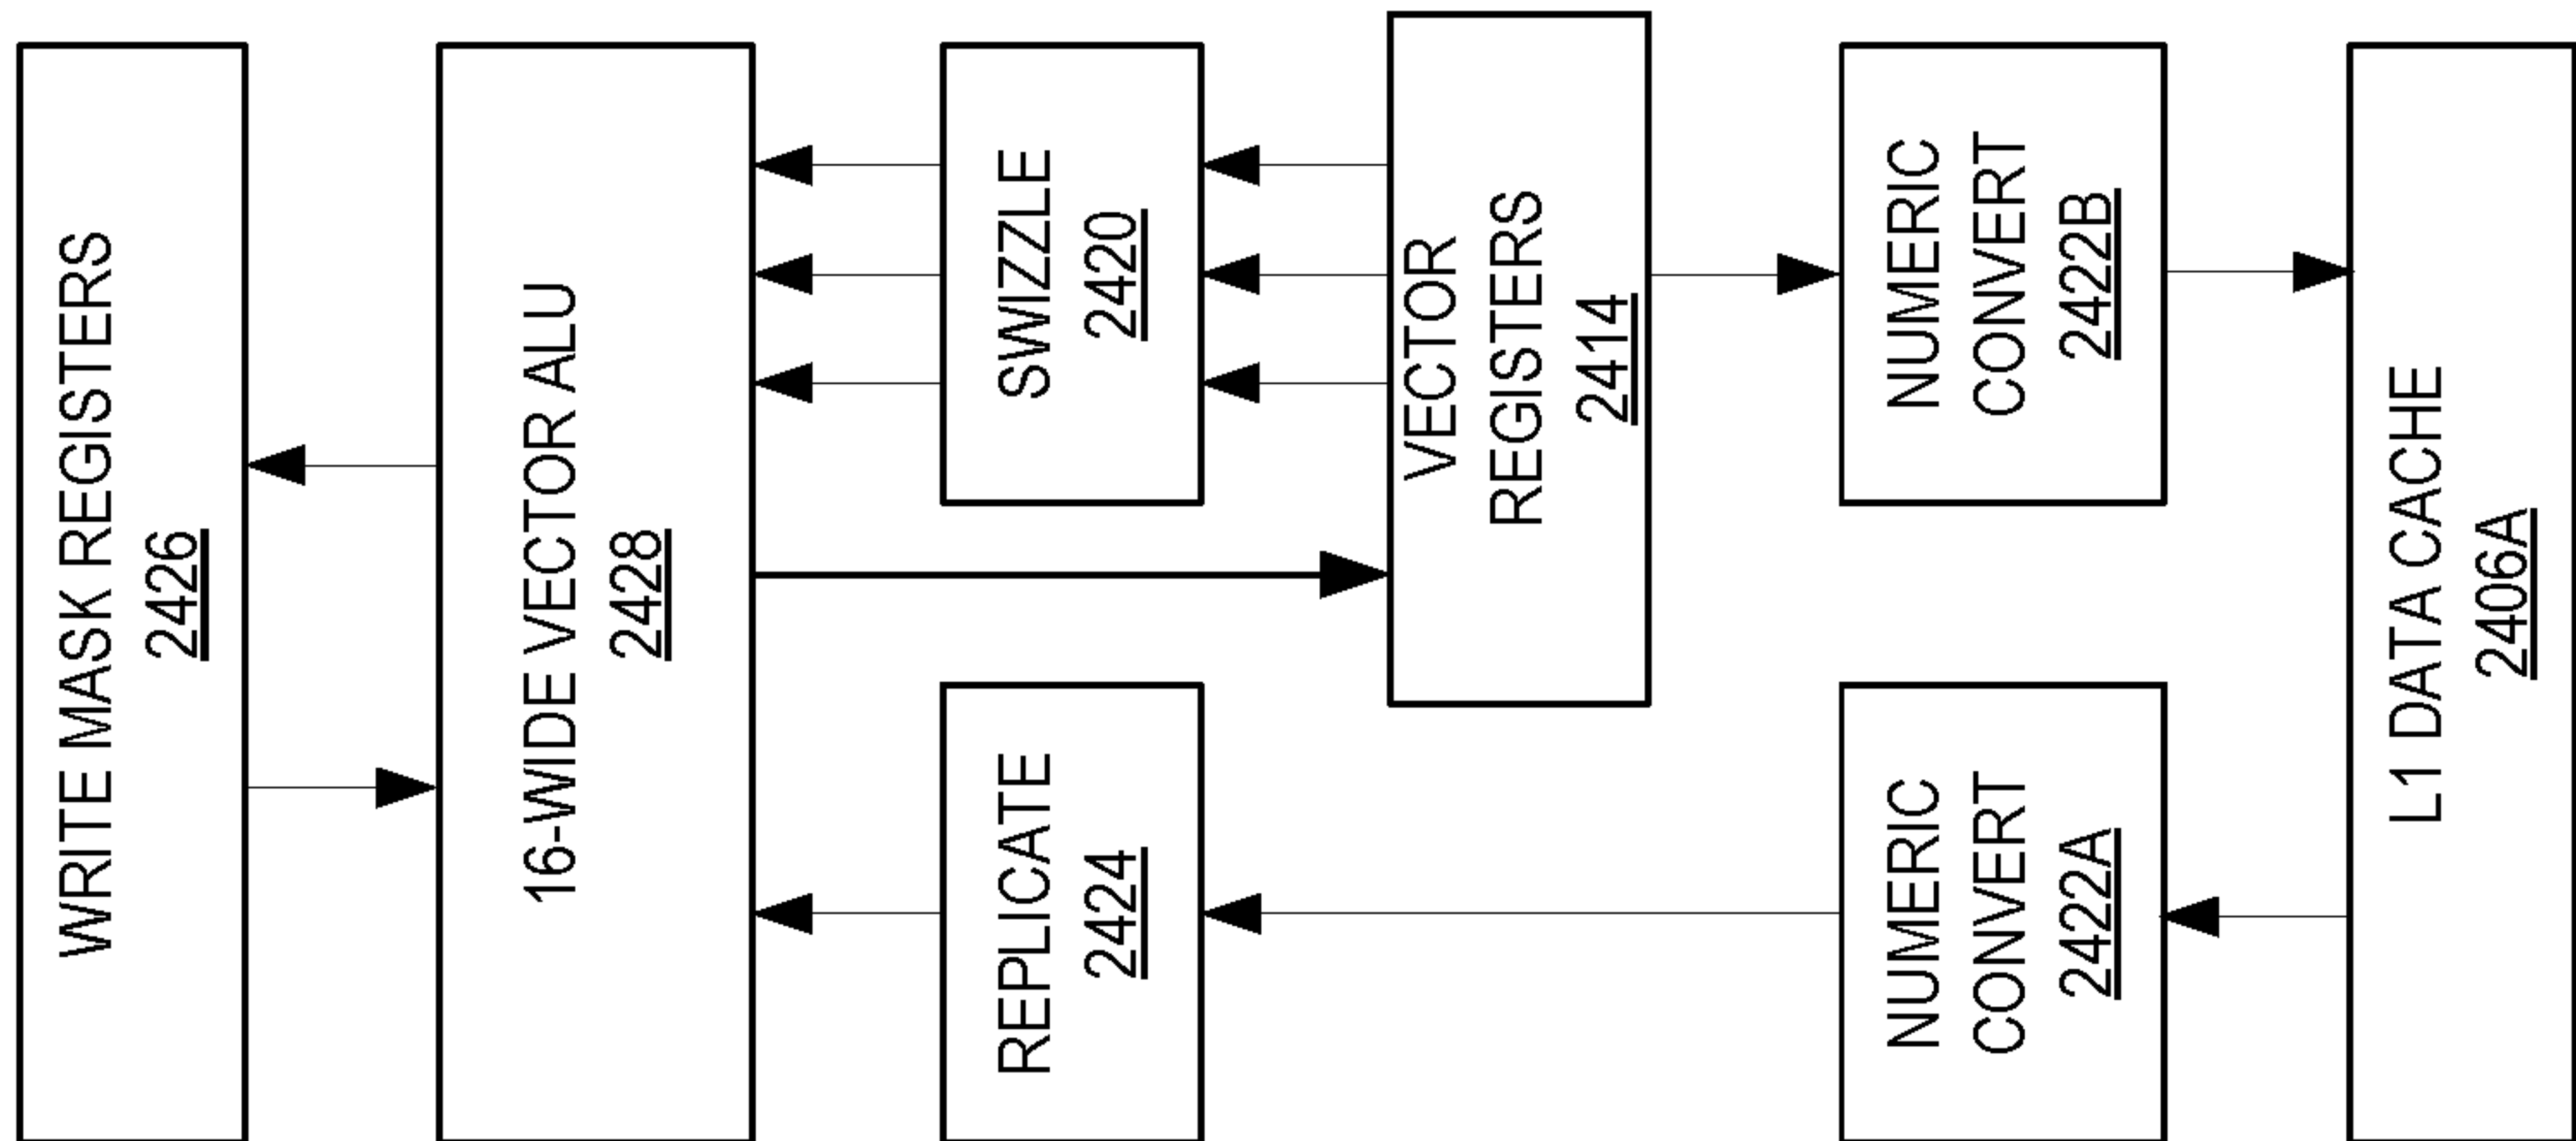 WRITE MASK REGISTERS
2426
16-WIDE VECTOR ALU
2428
REPLICATE
2424
SWIZZLE
2420
VECTOR
REGISTERS
2414
NUMERIC
CONVERT
2422A
NUMERIC
CONVERT
2422B
L1 DATA CACHE
2406A